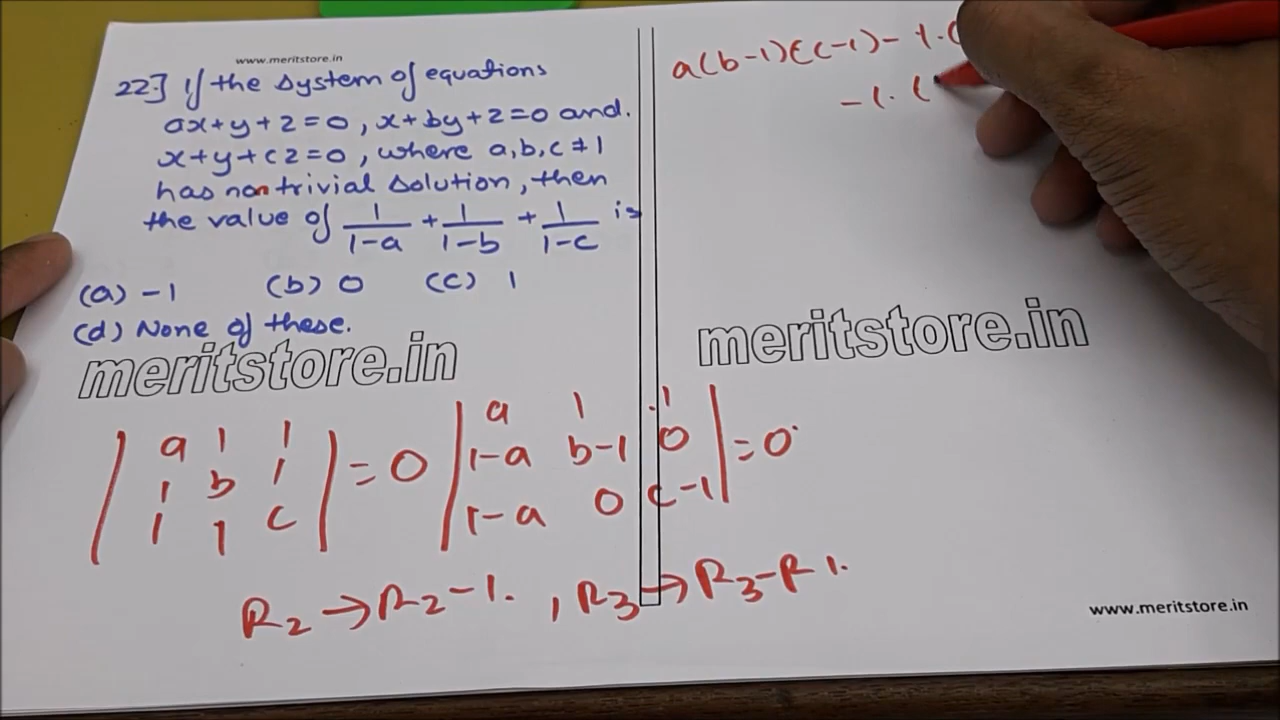 www.meritstore.in
22.] If the system of equations
ax+y+z=0, x+by+z=0 and.
x+y+cz=0, where a,b,c≠1
has non trivial solution, then
the value of 1/1-a + 1/1-b + 1/1-c is
(a) -1 (b) 0 (c) 1
(d) None of these.
meritstore.in
| a 1 1 |
| 1 b 1 | = 0
| 1 1 c |
| a 1 1 |
| 1-a b-1 0 | = 0
| 1-a 0 c-1 |
R2 → R2-1. , R3 → R3-R1.
a(b-1)(c-1)-1.(
-1.(
meritstore.in
www.meritstore.in